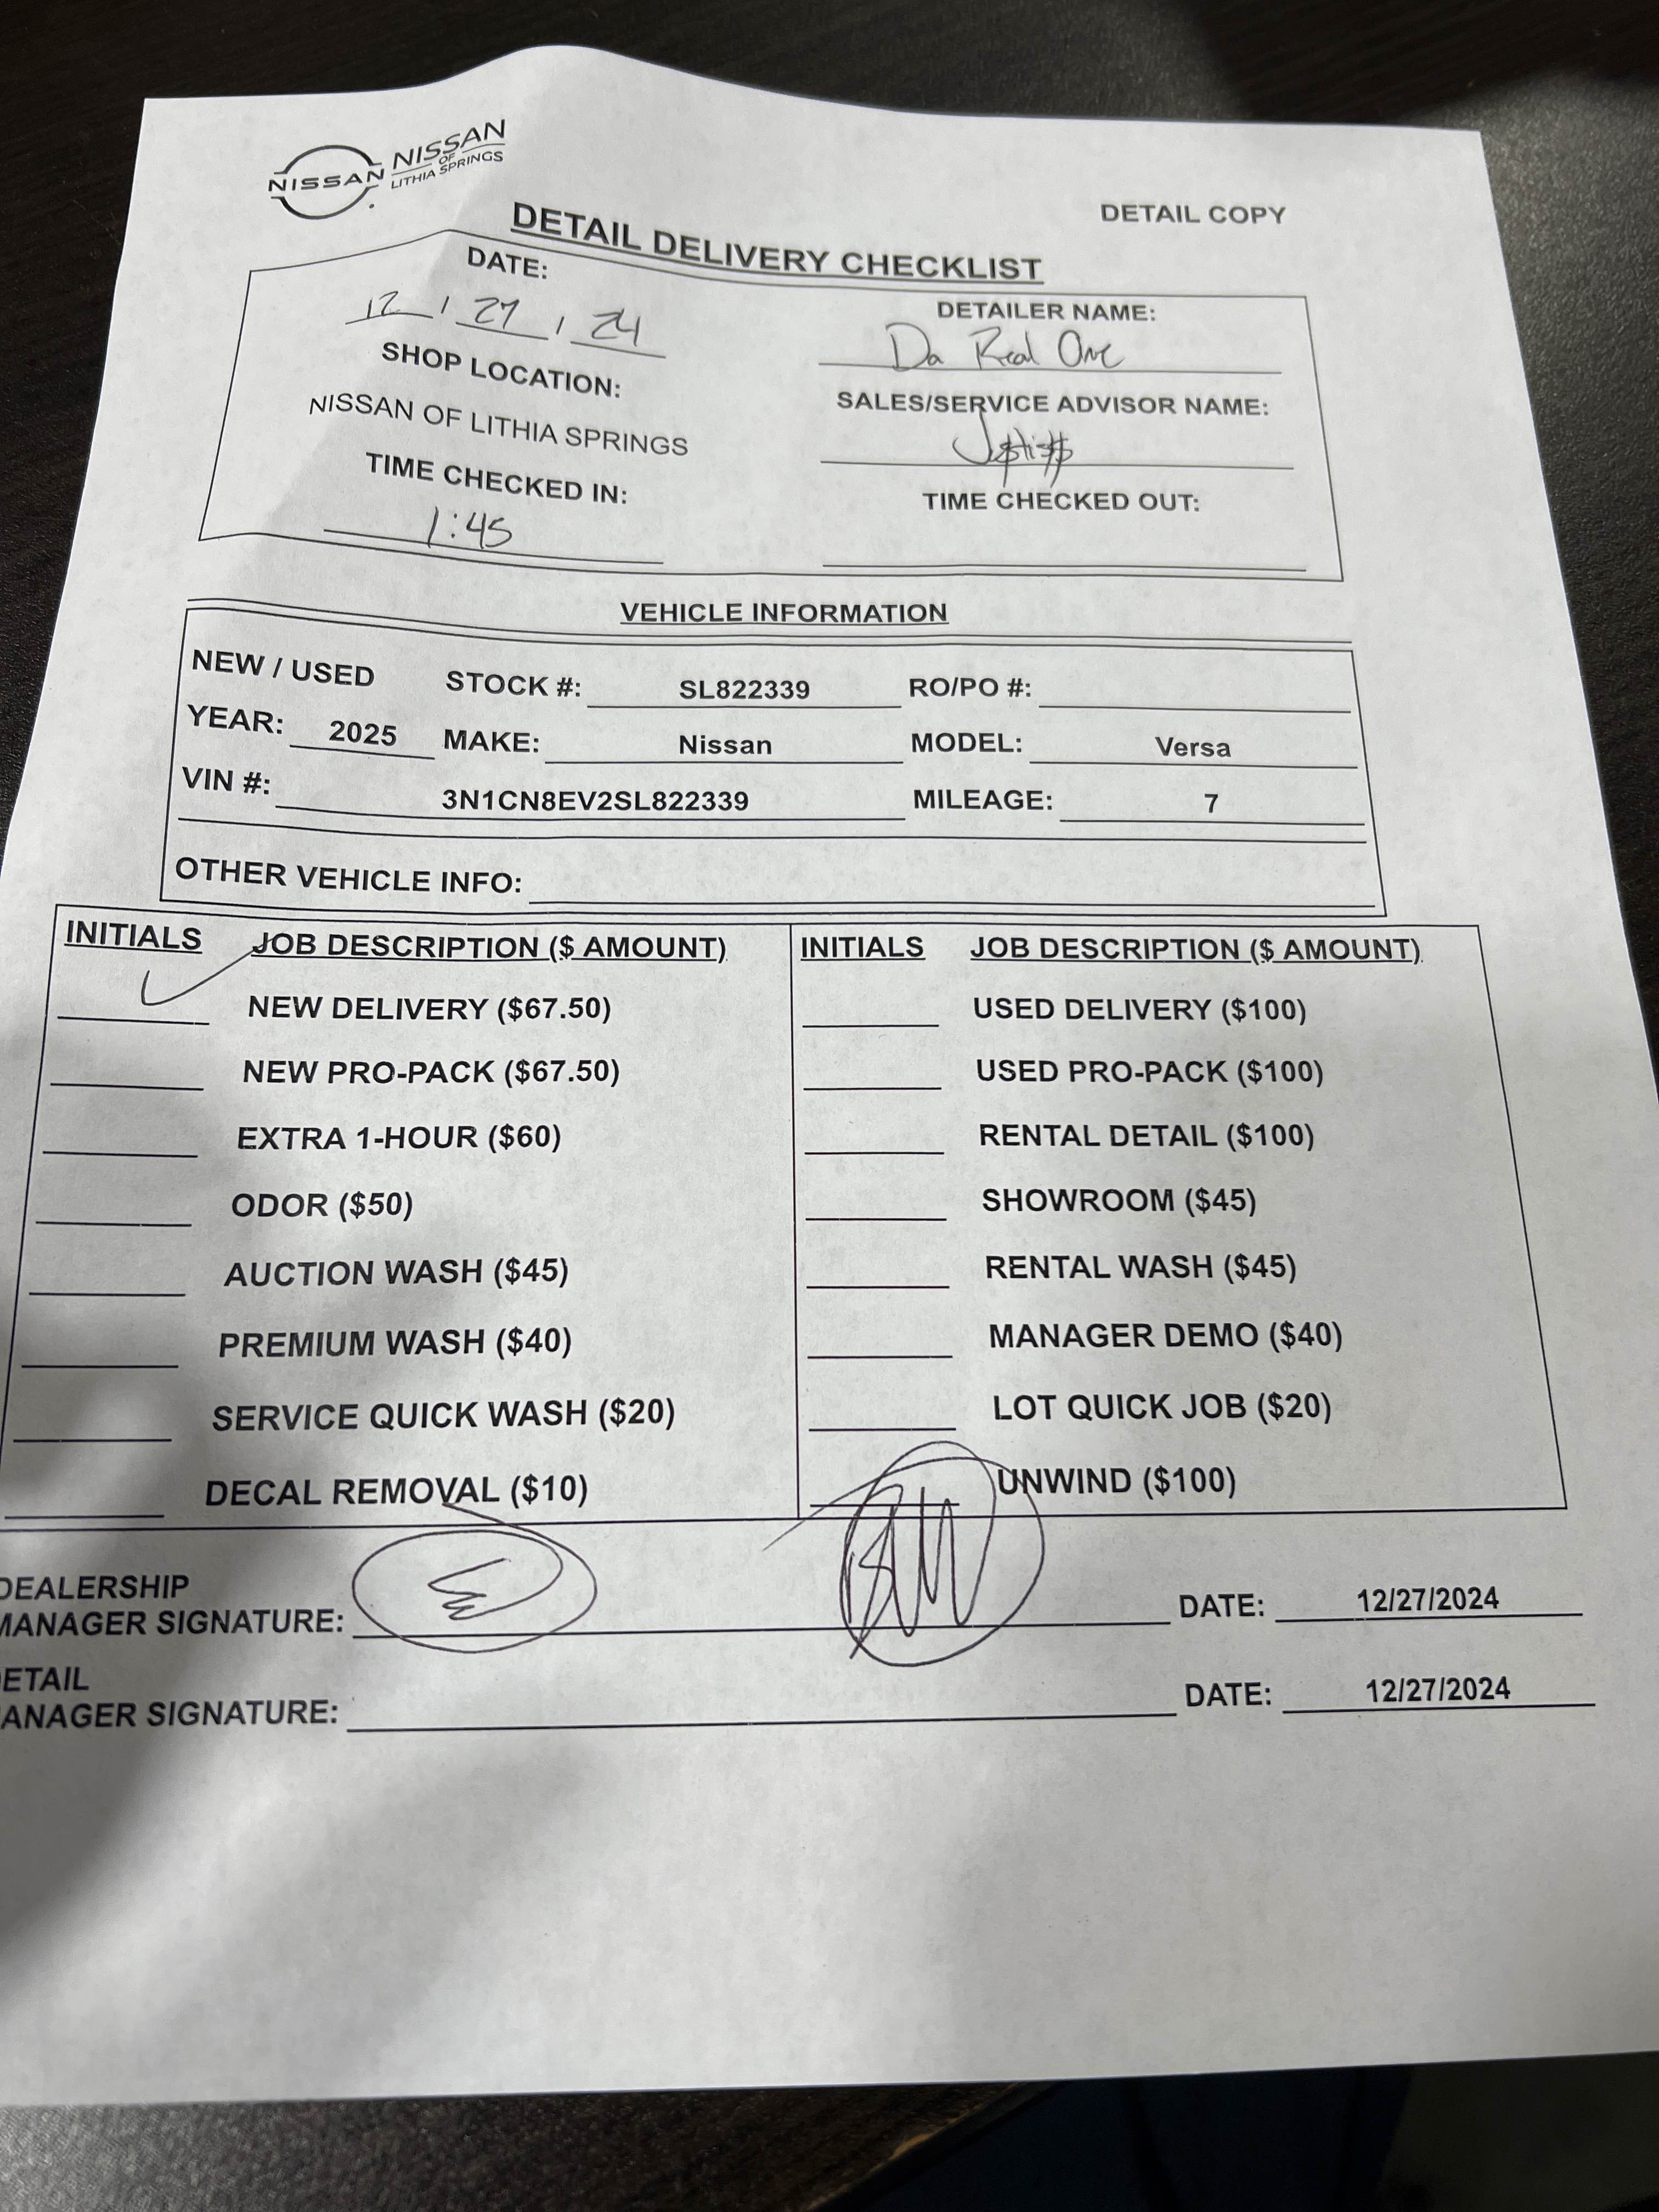 NISSAN NISSAN OF LITHIA SPRINGS
DETAIL COPY
DETAIL DELIVERY CHECKLIST
DATE:
12 / 27 / 24
DETAILER NAME:
Da Real One
SHOP LOCATION:
NISSAN OF LITHIA SPRINGS
SALES/SERVICE ADVISOR NAME:
TIME CHECKED IN:
1:45
TIME CHECKED OUT:
VEHICLE INFORMATION
NEW / USED STOCK #: SL822339 RO/PO #:
YEAR: 2025 MAKE: Nissan MODEL: Versa
VIN #: 3N1CN8EV2SL822339 MILEAGE: 7
OTHER VEHICLE INFO:
INITIALS JOB DESCRIPTION ($ AMOUNT) INITIALS JOB DESCRIPTION ($ AMOUNT)
NEW DELIVERY ($67.50) USED DELIVERY ($100)
NEW PRO-PACK ($67.50) USED PRO-PACK ($100)
EXTRA 1-HOUR ($60) RENTAL DETAIL ($100)
ODOR ($50) SHOWROOM ($45)
AUCTION WASH ($45) RENTAL WASH ($45)
PREMIUM WASH ($40) MANAGER DEMO ($40)
SERVICE QUICK WASH ($20) LOT QUICK JOB ($20)
DECAL REMOVAL ($10) UNWIND ($100)
DEALERSHIP
MANAGER SIGNATURE: DATE: 12/27/2024
ETAIL
ANAGER SIGNATURE: DATE: 12/27/2024